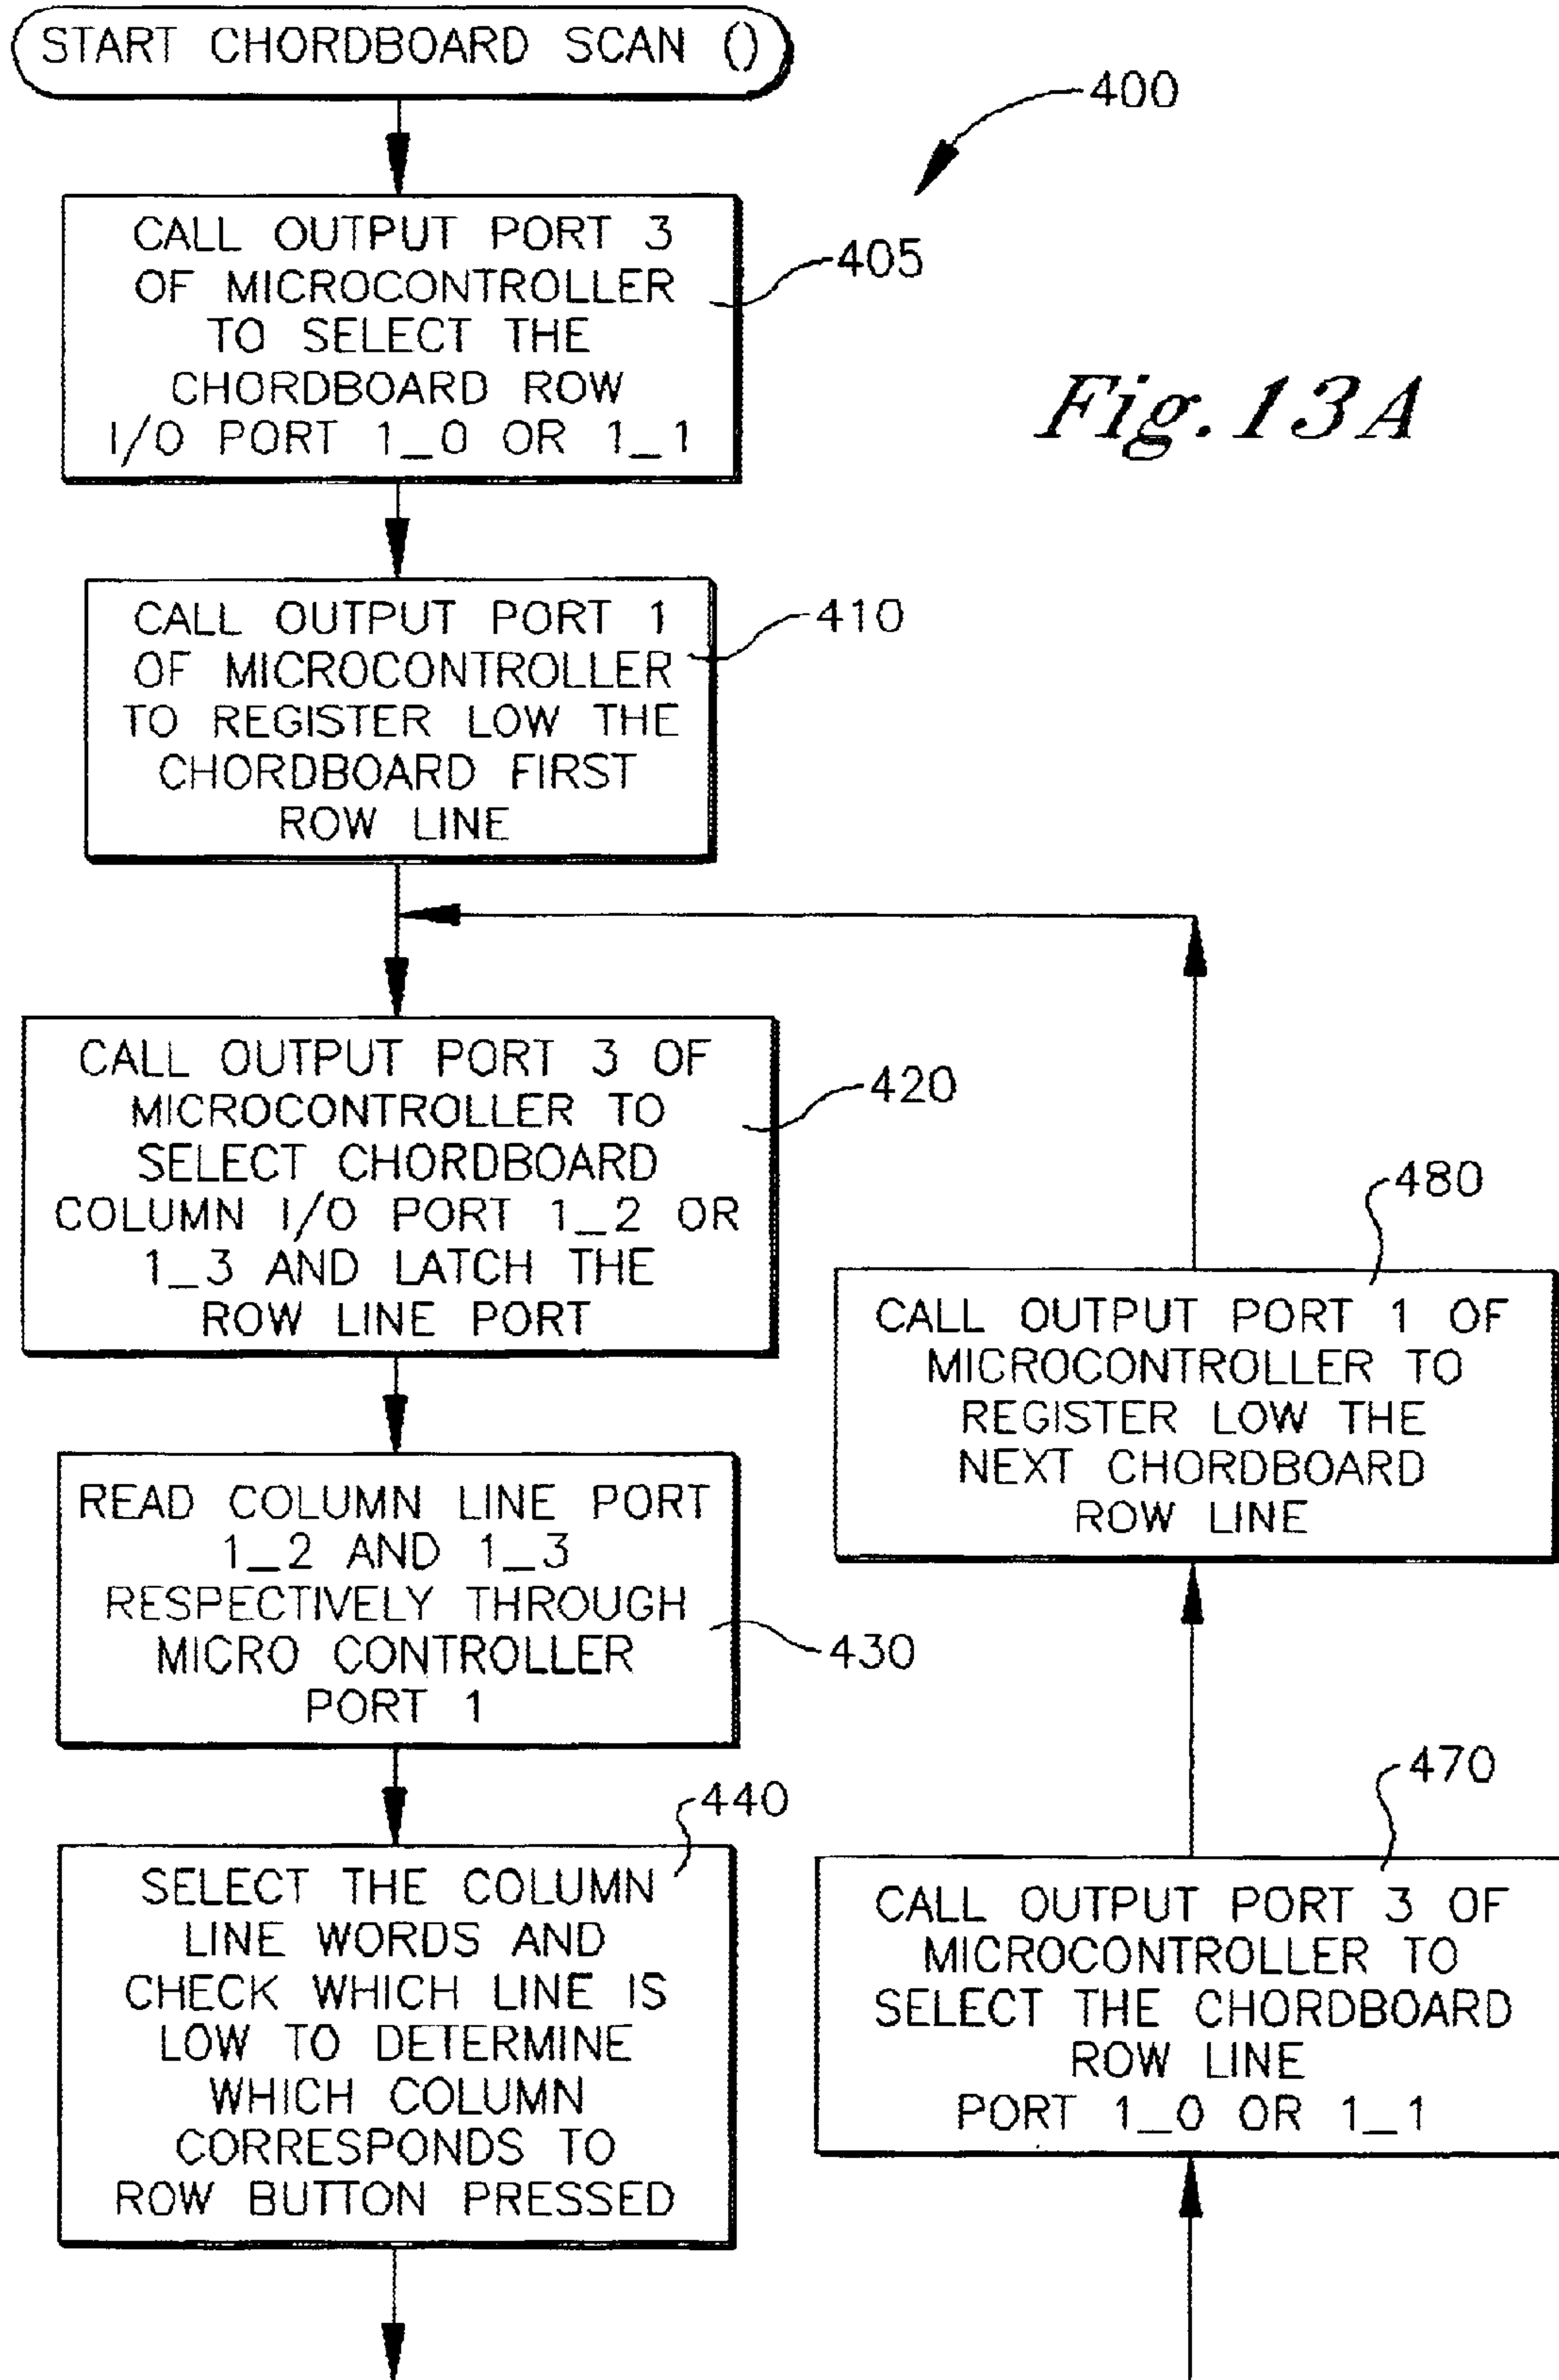 START CHORDBOARD SCAN ()
400
CALL OUTPUT PORT 3
OF MICROCONTROLLER
TO SELECT THE
CHORDBOARD ROW
I/O PORT 1_0 OR 1_1
405
Fig.13A
CALL OUTPUT PORT 1
OF MICROCONTROLLER
TO REGISTER LOW THE
CHORDBOARD FIRST
ROW LINE
410
CALL OUTPUT PORT 3 OF
MICROCONTROLLER TO
SELECT CHORDBOARD
COLUMN I/O PORT 1_2 OR
1_3 AND LATCH THE
ROW LINE PORT
420
READ COLUMN LINE PORT
1_2 AND 1_3
RESPECTIVELY THROUGH
MICRO CONTROLLER
PORT 1
430
SELECT THE COLUMN
LINE WORDS AND
CHECK WHICH LINE IS
LOW TO DETERMINE
WHICH COLUMN
CORRESPONDS TO
ROW BUTTON PRESSED
440
480
CALL OUTPUT PORT 1 OF
MICROCONTROLLER TO
REGISTER LOW THE
NEXT CHORDBOARD
ROW LINE
470
CALL OUTPUT PORT 3 OF
MICROCONTROLLER TO
SELECT THE CHORDBOARD
ROW LINE
PORT 1_0 OR 1_1